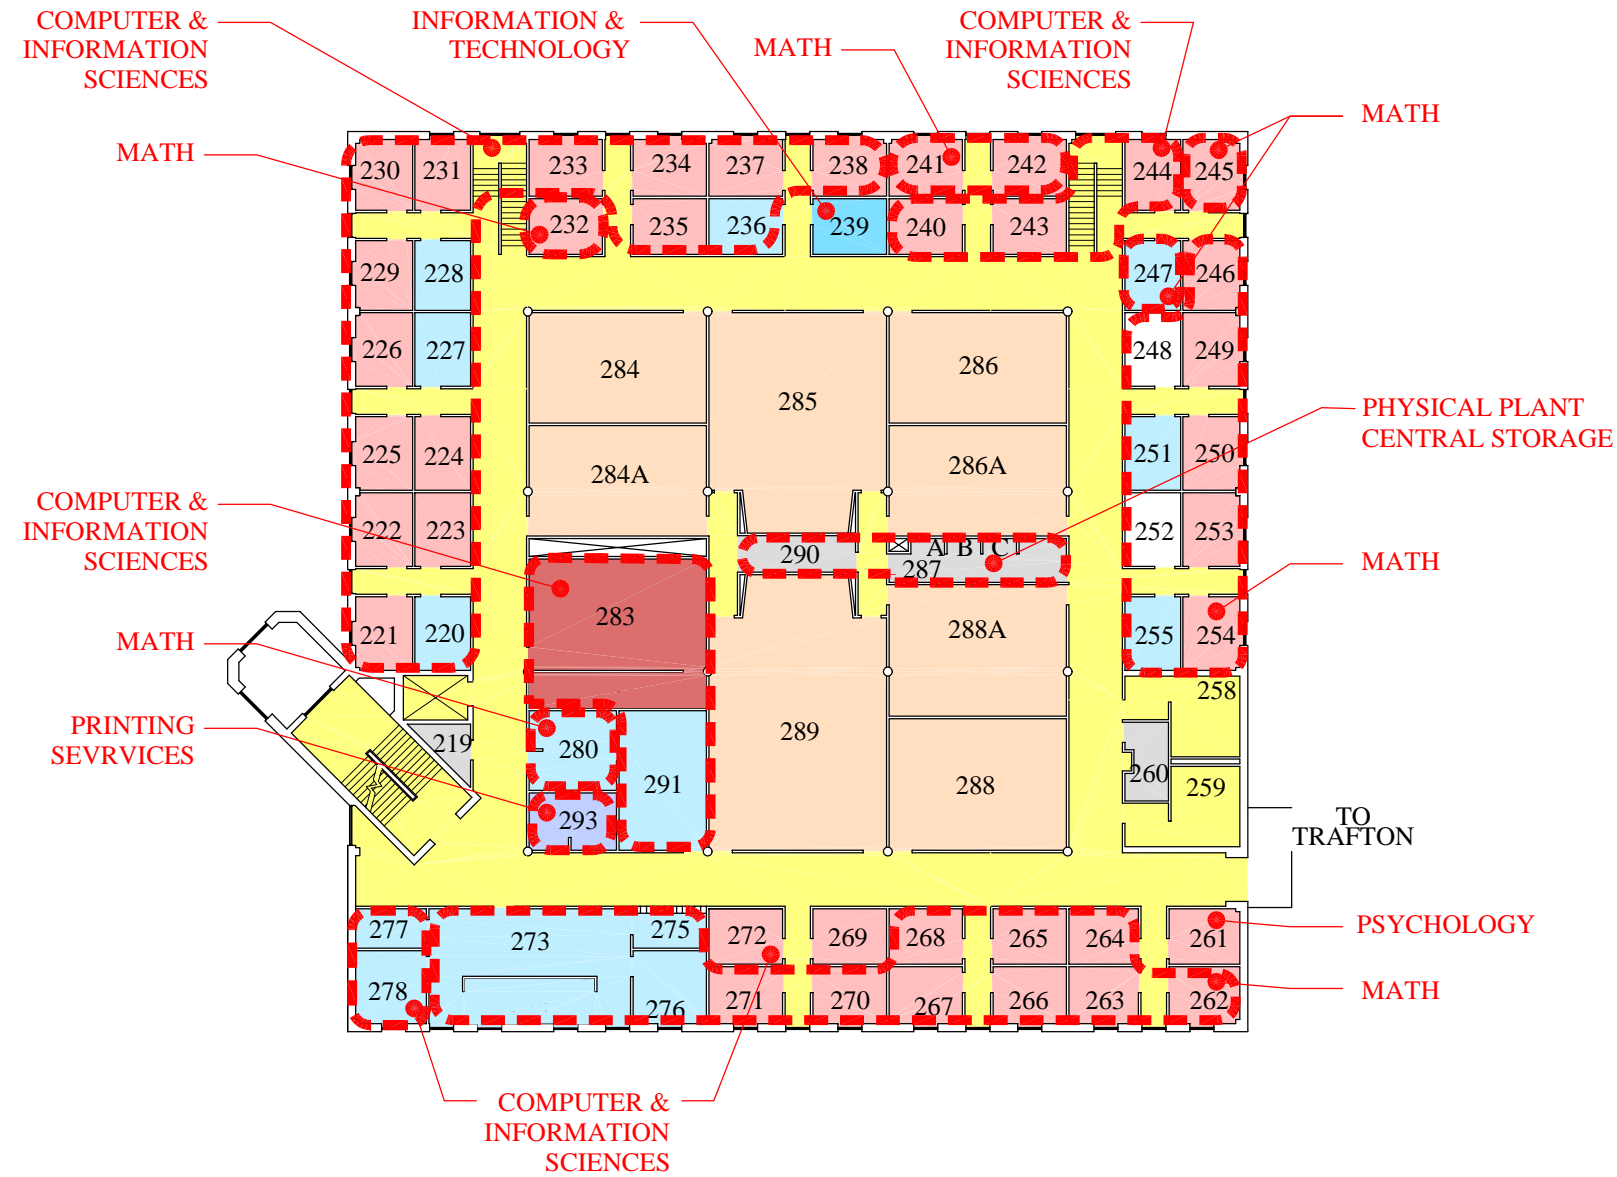 COMPUTER &
INFORMATION
SCIENCES
INFORMATION &
TECHNOLOGY
MATH
COMPUTER &
INFORMATION
SCIENCES
MATH
MATH
230
231
233
234
237
238
241
242
244
245
232
235
236
239
240
243
229
228
247
246
226
227
248
249
284
285
286
PHYSICAL PLANT
CENTRAL STORAGE
225
224
284A
286A
251
250
COMPUTER &
INFORMATION
SCIENCES
222
223
252
253
290
A B C
287
MATH
221
220
283
288A
255
254
MATH
258
PRINTING
SEVRVICES
219
280
291
289
288
260
259
293
TO
TRAFTON
277
273
275
272
269
268
265
264
261
PSYCHOLOGY
278
276
271
270
267
266
263
262
MATH
COMPUTER &
INFORMATION
SCIENCES